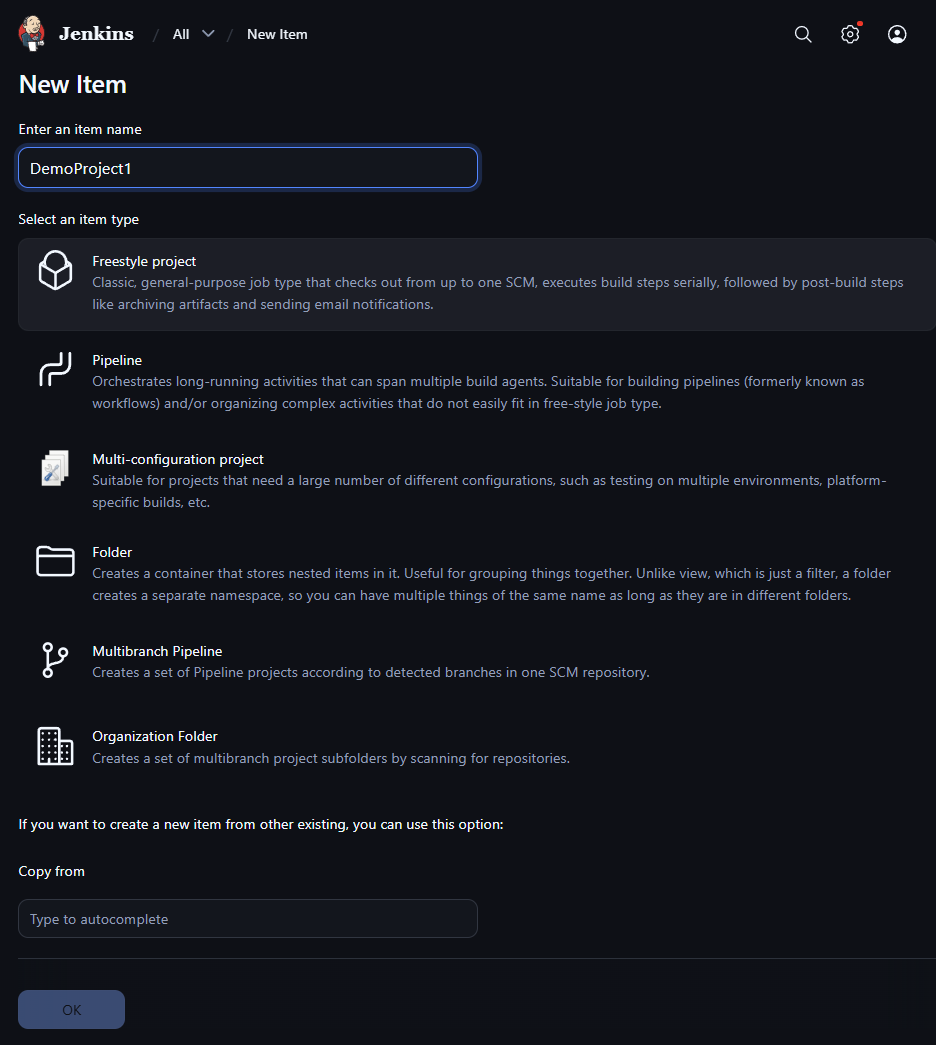 Jenkins / All / New Item
New Item
Enter an item name
DemoProject1
Select an item type
Freestyle project
Classic, general-purpose job type that checks out from up to one SCM, executes build steps serially, followed by post-build steps
like archiving artifacts and sending email notifications.
Pipeline
Orchestrates long-running activities that can span multiple build agents. Suitable for building pipelines (formerly known as
workflows) and/or organizing complex activities that do not easily fit in free-style job type.
Multi-configuration project
Suitable for projects that need a large number of different configurations, such as testing on multiple environments, platform-
specific builds, etc.
Folder
Creates a container that stores nested items in it. Useful for grouping things together. Unlike view, which is just a filter, a folder
creates a separate namespace, so you can have multiple things of the same name as long as they are in different folders.
Multibranch Pipeline
Creates a set of Pipeline projects according to detected branches in one SCM repository.
Organization Folder
Creates a set of multibranch project subfolders by scanning for repositories.
If you want to create a new item from other existing, you can use this option:
Copy from
Type to autocomplete
OK